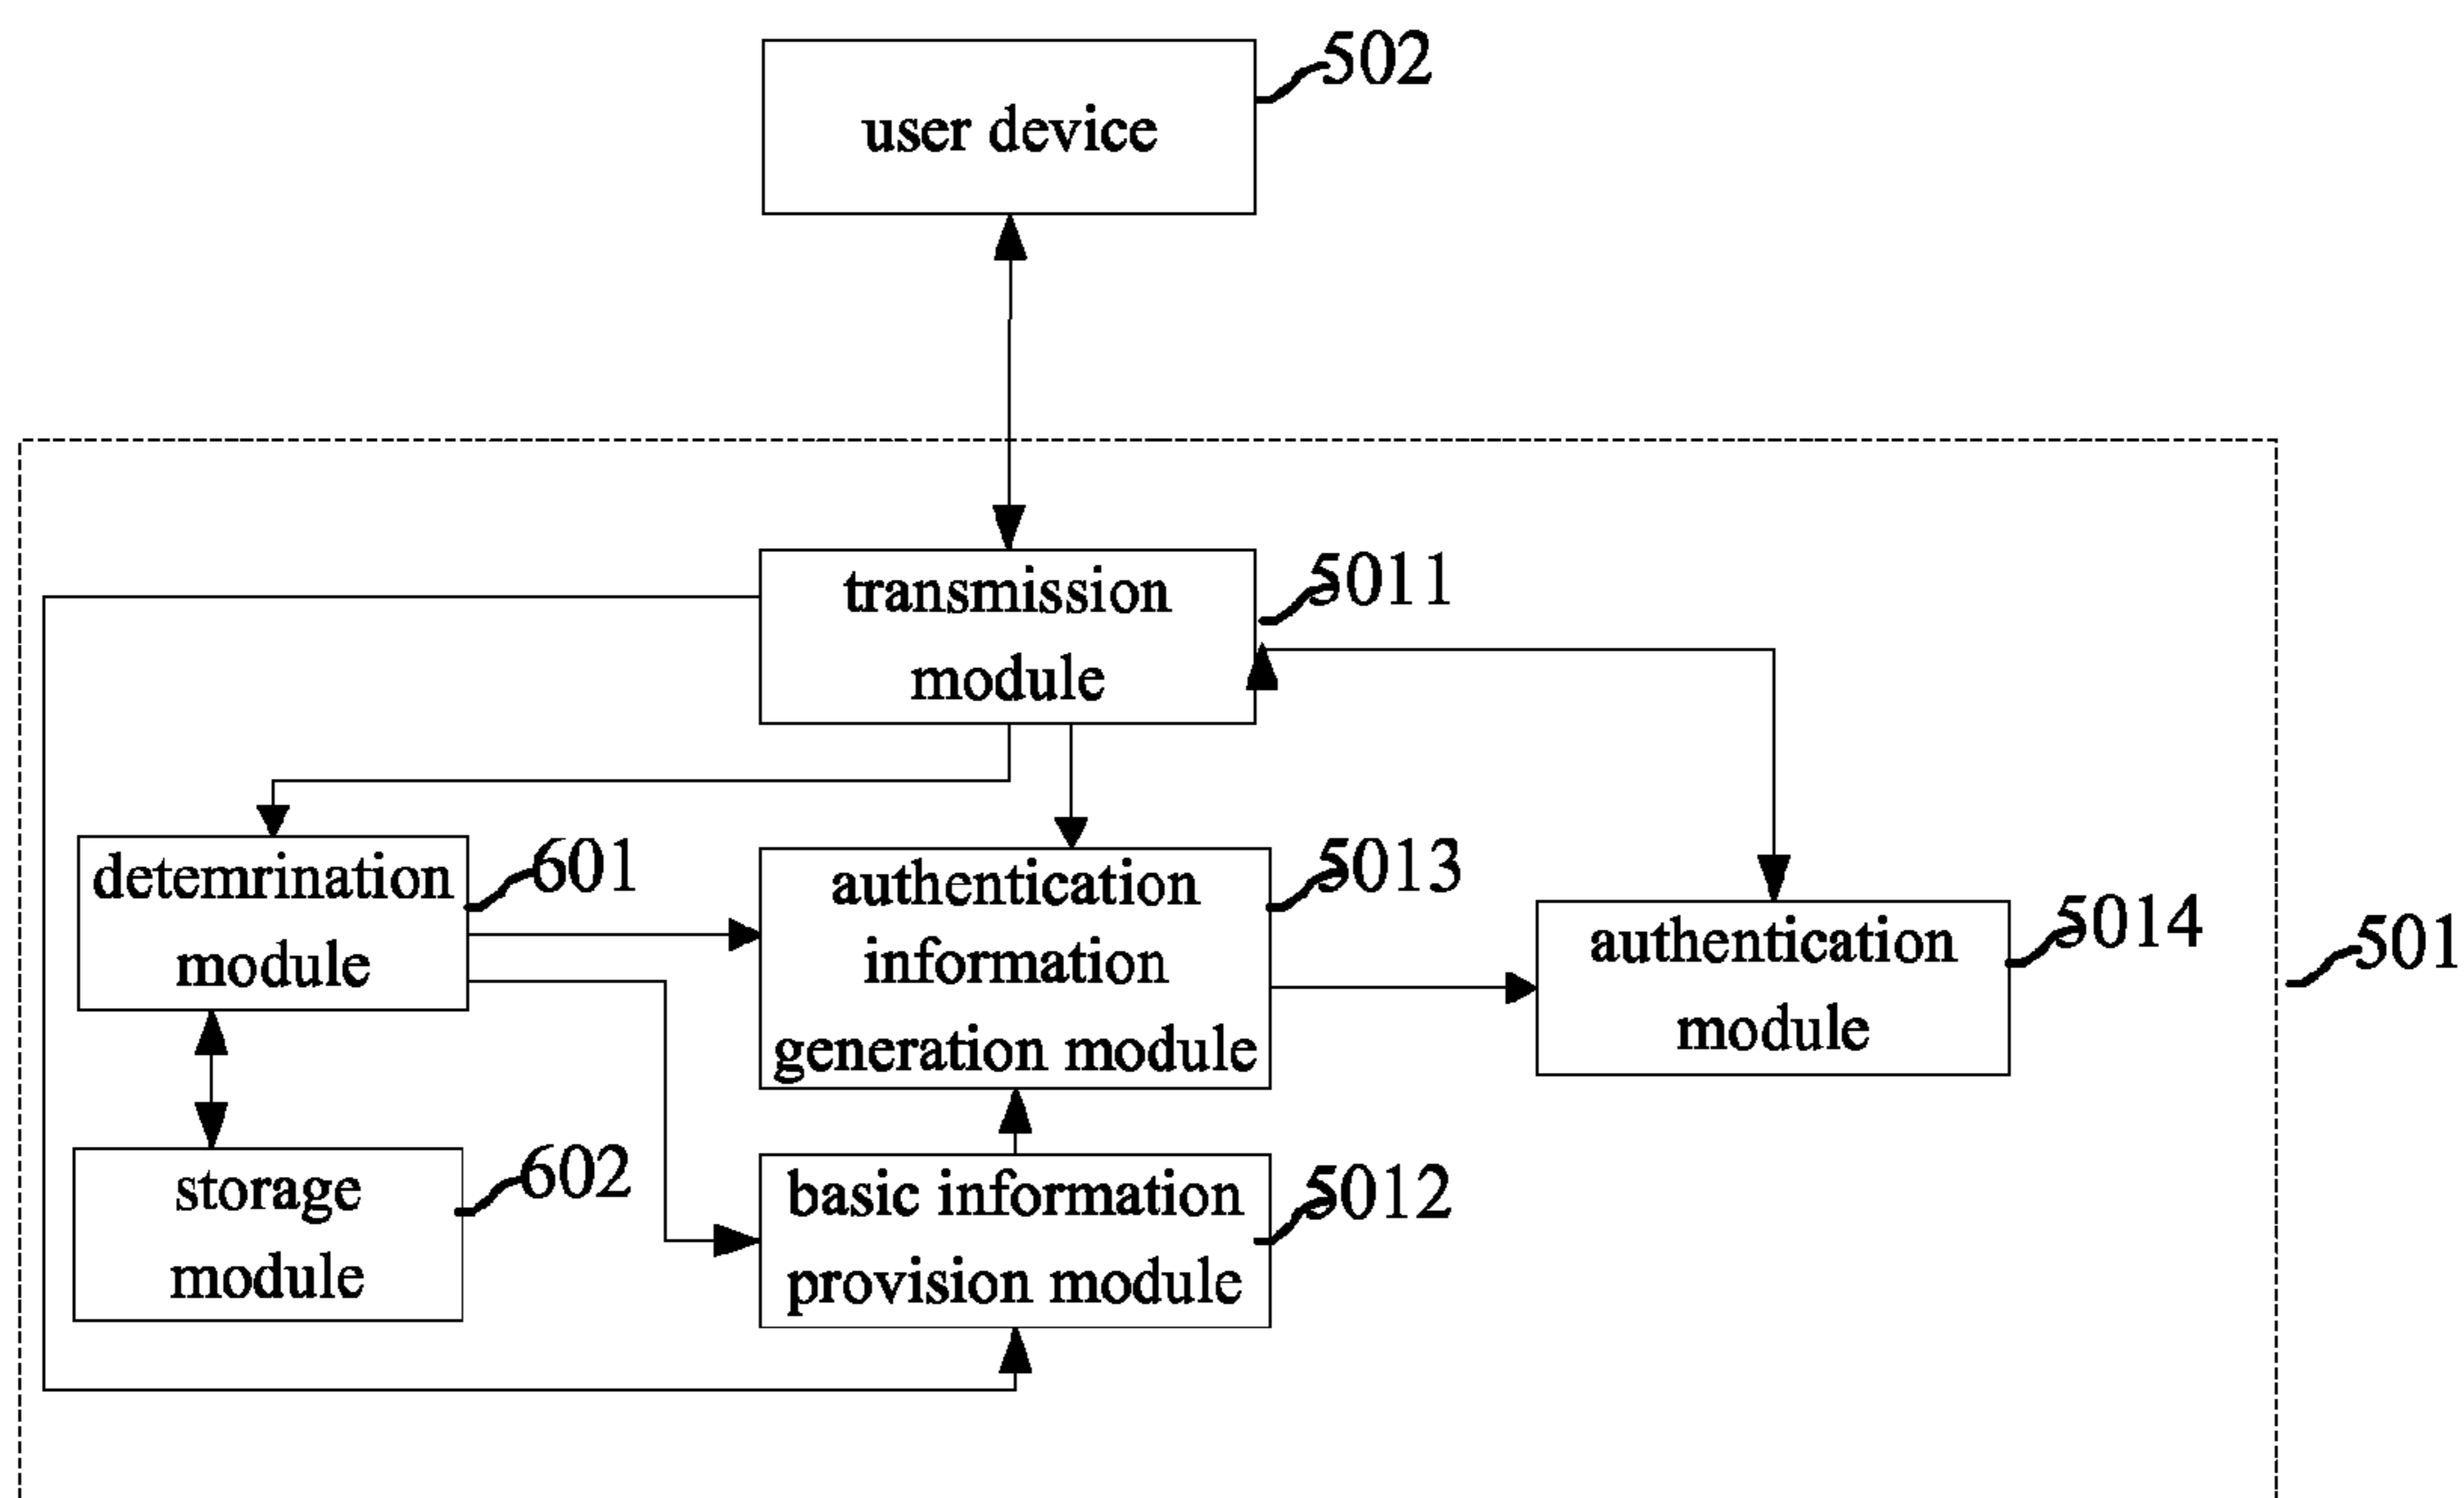 502
user device
5011
transmission
module
601
detemrination
module
5013
authentication
information
generation module
5014
authentication
module
501
602
storage
module
5012
basic information
provision module